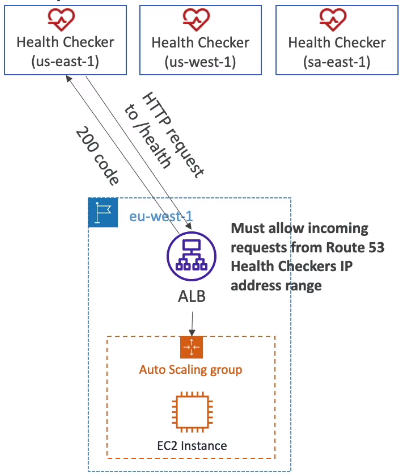 Health Checker
(us-east-1)
Health Checker
(us-west-1)
Health Checker
(sa-east-1)
HTTP request
to /health
200 code
eu-west-1
Must allow incoming
requests from Route 53
Health Checkers IP
address range
ALB
Auto Scaling group
EC2 Instance